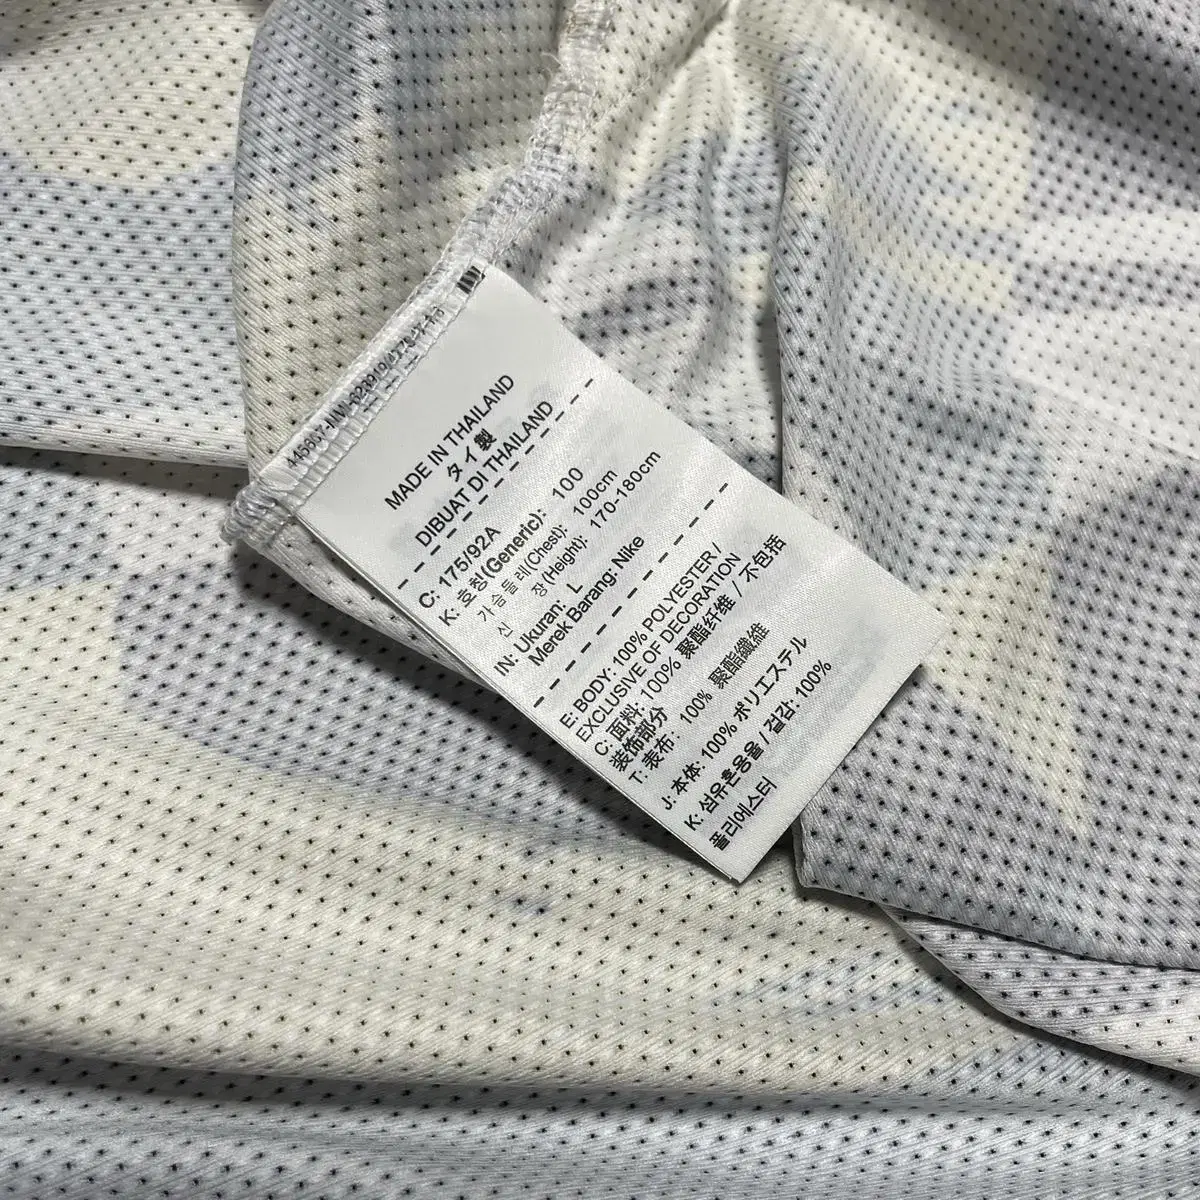 MADE IN THAILAND
タイ製
DIBUAT DI THAILAND
C: 175/92A
K: 호칭(Generic): 100
가슴둘레(Chest): 100cm
신 장(Height): 170-180cm
IN: Ukuran: L
Merek Barang: Nike
E: BODY: 100% POLYESTER /
EXCLUSIVE OF DECORATION
C: 面料: 100% 聚酯纤维 / 不包括
装饰部分
T: 表布: 100% 聚酯纖維
J: 本体: 100% ポリエステル
K: 섬유혼용율 / 겉감: 100%
폴리에스터